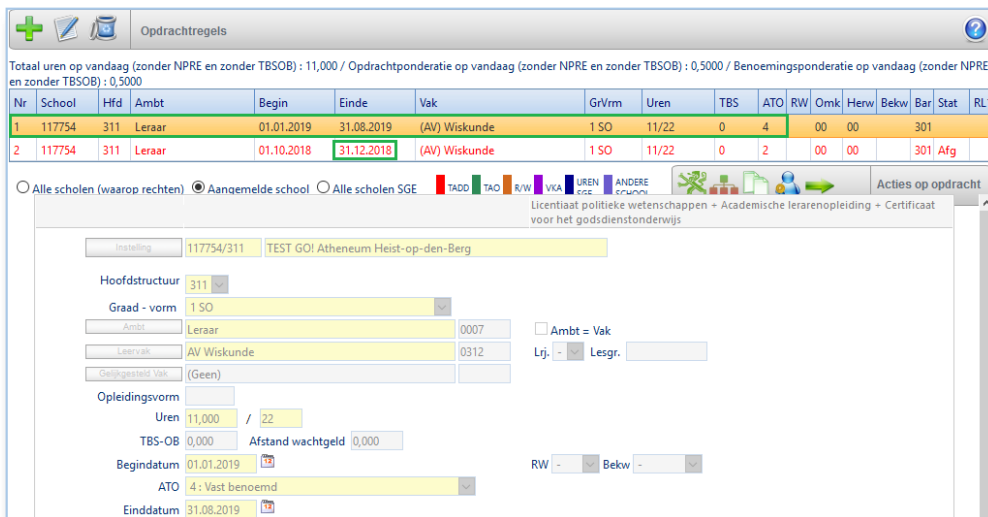 Opdrachtregels
Totaal uren op vandaag (zonder NPRE en zonder TBSOB) : 11,000 / Opdrachtponderatie op vandaag (zonder NPRE en zonder TBSOB) : 0,5000 / Benoemingsponderatie op vandaag (zonder NPRE
en zonder TBSOB) : 0,5000
Nr School Hfd Ambt Begin Einde Vak GrVrm Uren TBS ATO RW Omk Herw Bekw Bar Stat RL
1 117754 311 Leraar 01.01.2019 31.08.2019 (AV) Wiskunde 1 SO 11/22 0 4 00 00 301
2 117754 311 Leraar 01.10.2018 31.12.2018 (AV) Wiskunde 1 SO 11/22 0 2 00 00 301 Afg
Alle scholen (waarop rechten) Aangemelde school Alle scholen SGE TADD TAO R/W VKA UREN SGE ANDERE SCHOOL Acties op opdracht
Licentiaat politieke wetenschappen + Academische lerarenopleiding + Certificaat
voor het godsdienstonderwijs
Instelling 117754/311 TEST GO! Atheneum Heist-op-den-Berg
Hoofdstructuur 311
Graad - vorm 1 SO
Ambt Leraar 0007 Ambt = Vak
Leervak AV Wiskunde 0312 Lrj. - Lesgr.
Gelijkgesteld Vak (Geen)
Opleidingsvorm
Uren 11,000 / 22
TBS-OB 0,000 Afstand wachtgeld 0,000
Begindatum 01.01.2019 12 RW - Bekw -
ATO 4 : Vast benoemd
Einddatum 31.08.2019 12